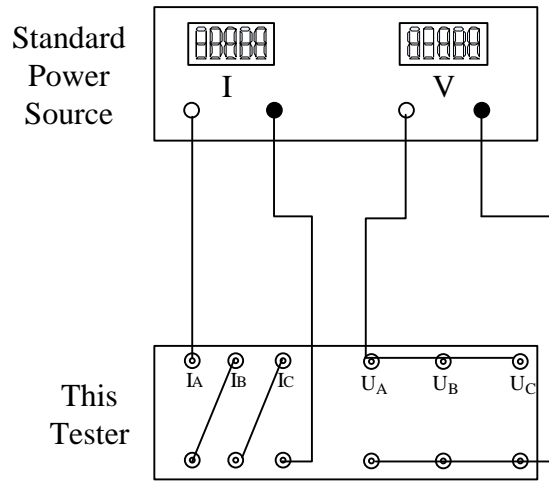 Standard
Power
Source
I V
This
Tester
IA IB IC UA UB UC